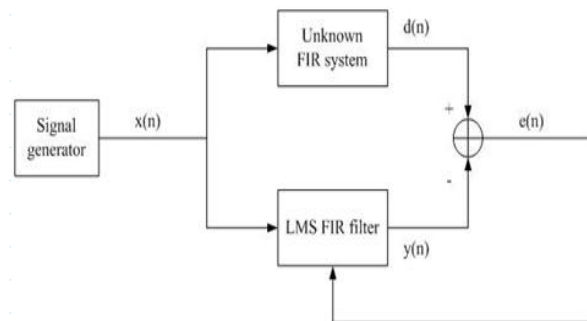 Unknown
FIR system
d(n)
+
Signal
generator
x(n)
e(n)
-
LMS FIR filter
y(n)